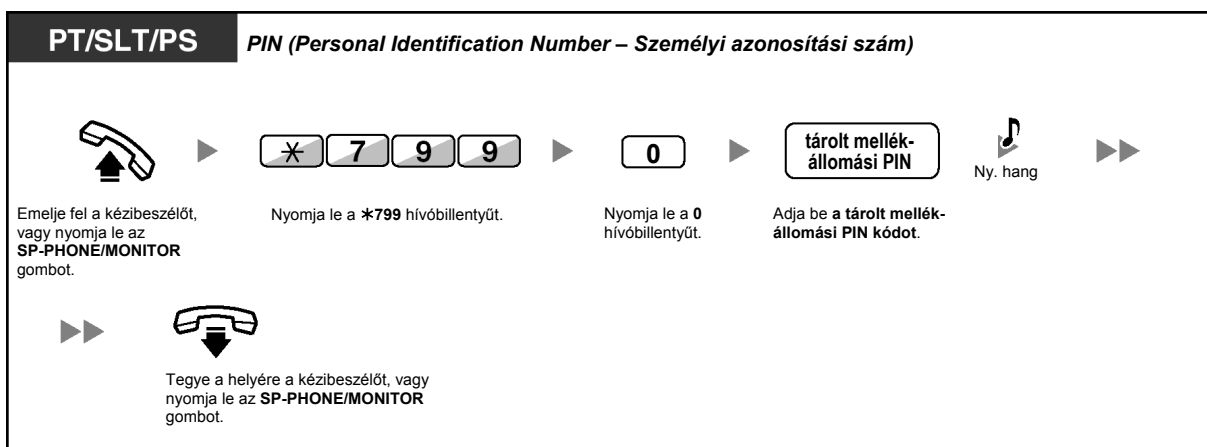 PT/SLT/PS
PIN (Personal Identification Number – Személyi azonosítási szám)
* 7 9 9
0
tárolt mellék-
állomási PIN
Ny. hang
Emelje fel a kézibeszélőt,
vagy nyomja le az
SP-PHONE/MONITOR
gombot.
Nyomja le a *799 hívóbillentyűt.
Nyomja le a 0
hívóbillentyűt.
Adja be a tárolt mellék-
állomási PIN kódot.
Tegye a helyére a kézibeszélőt, vagy
nyomja le az SP-PHONE/MONITOR
gombot.